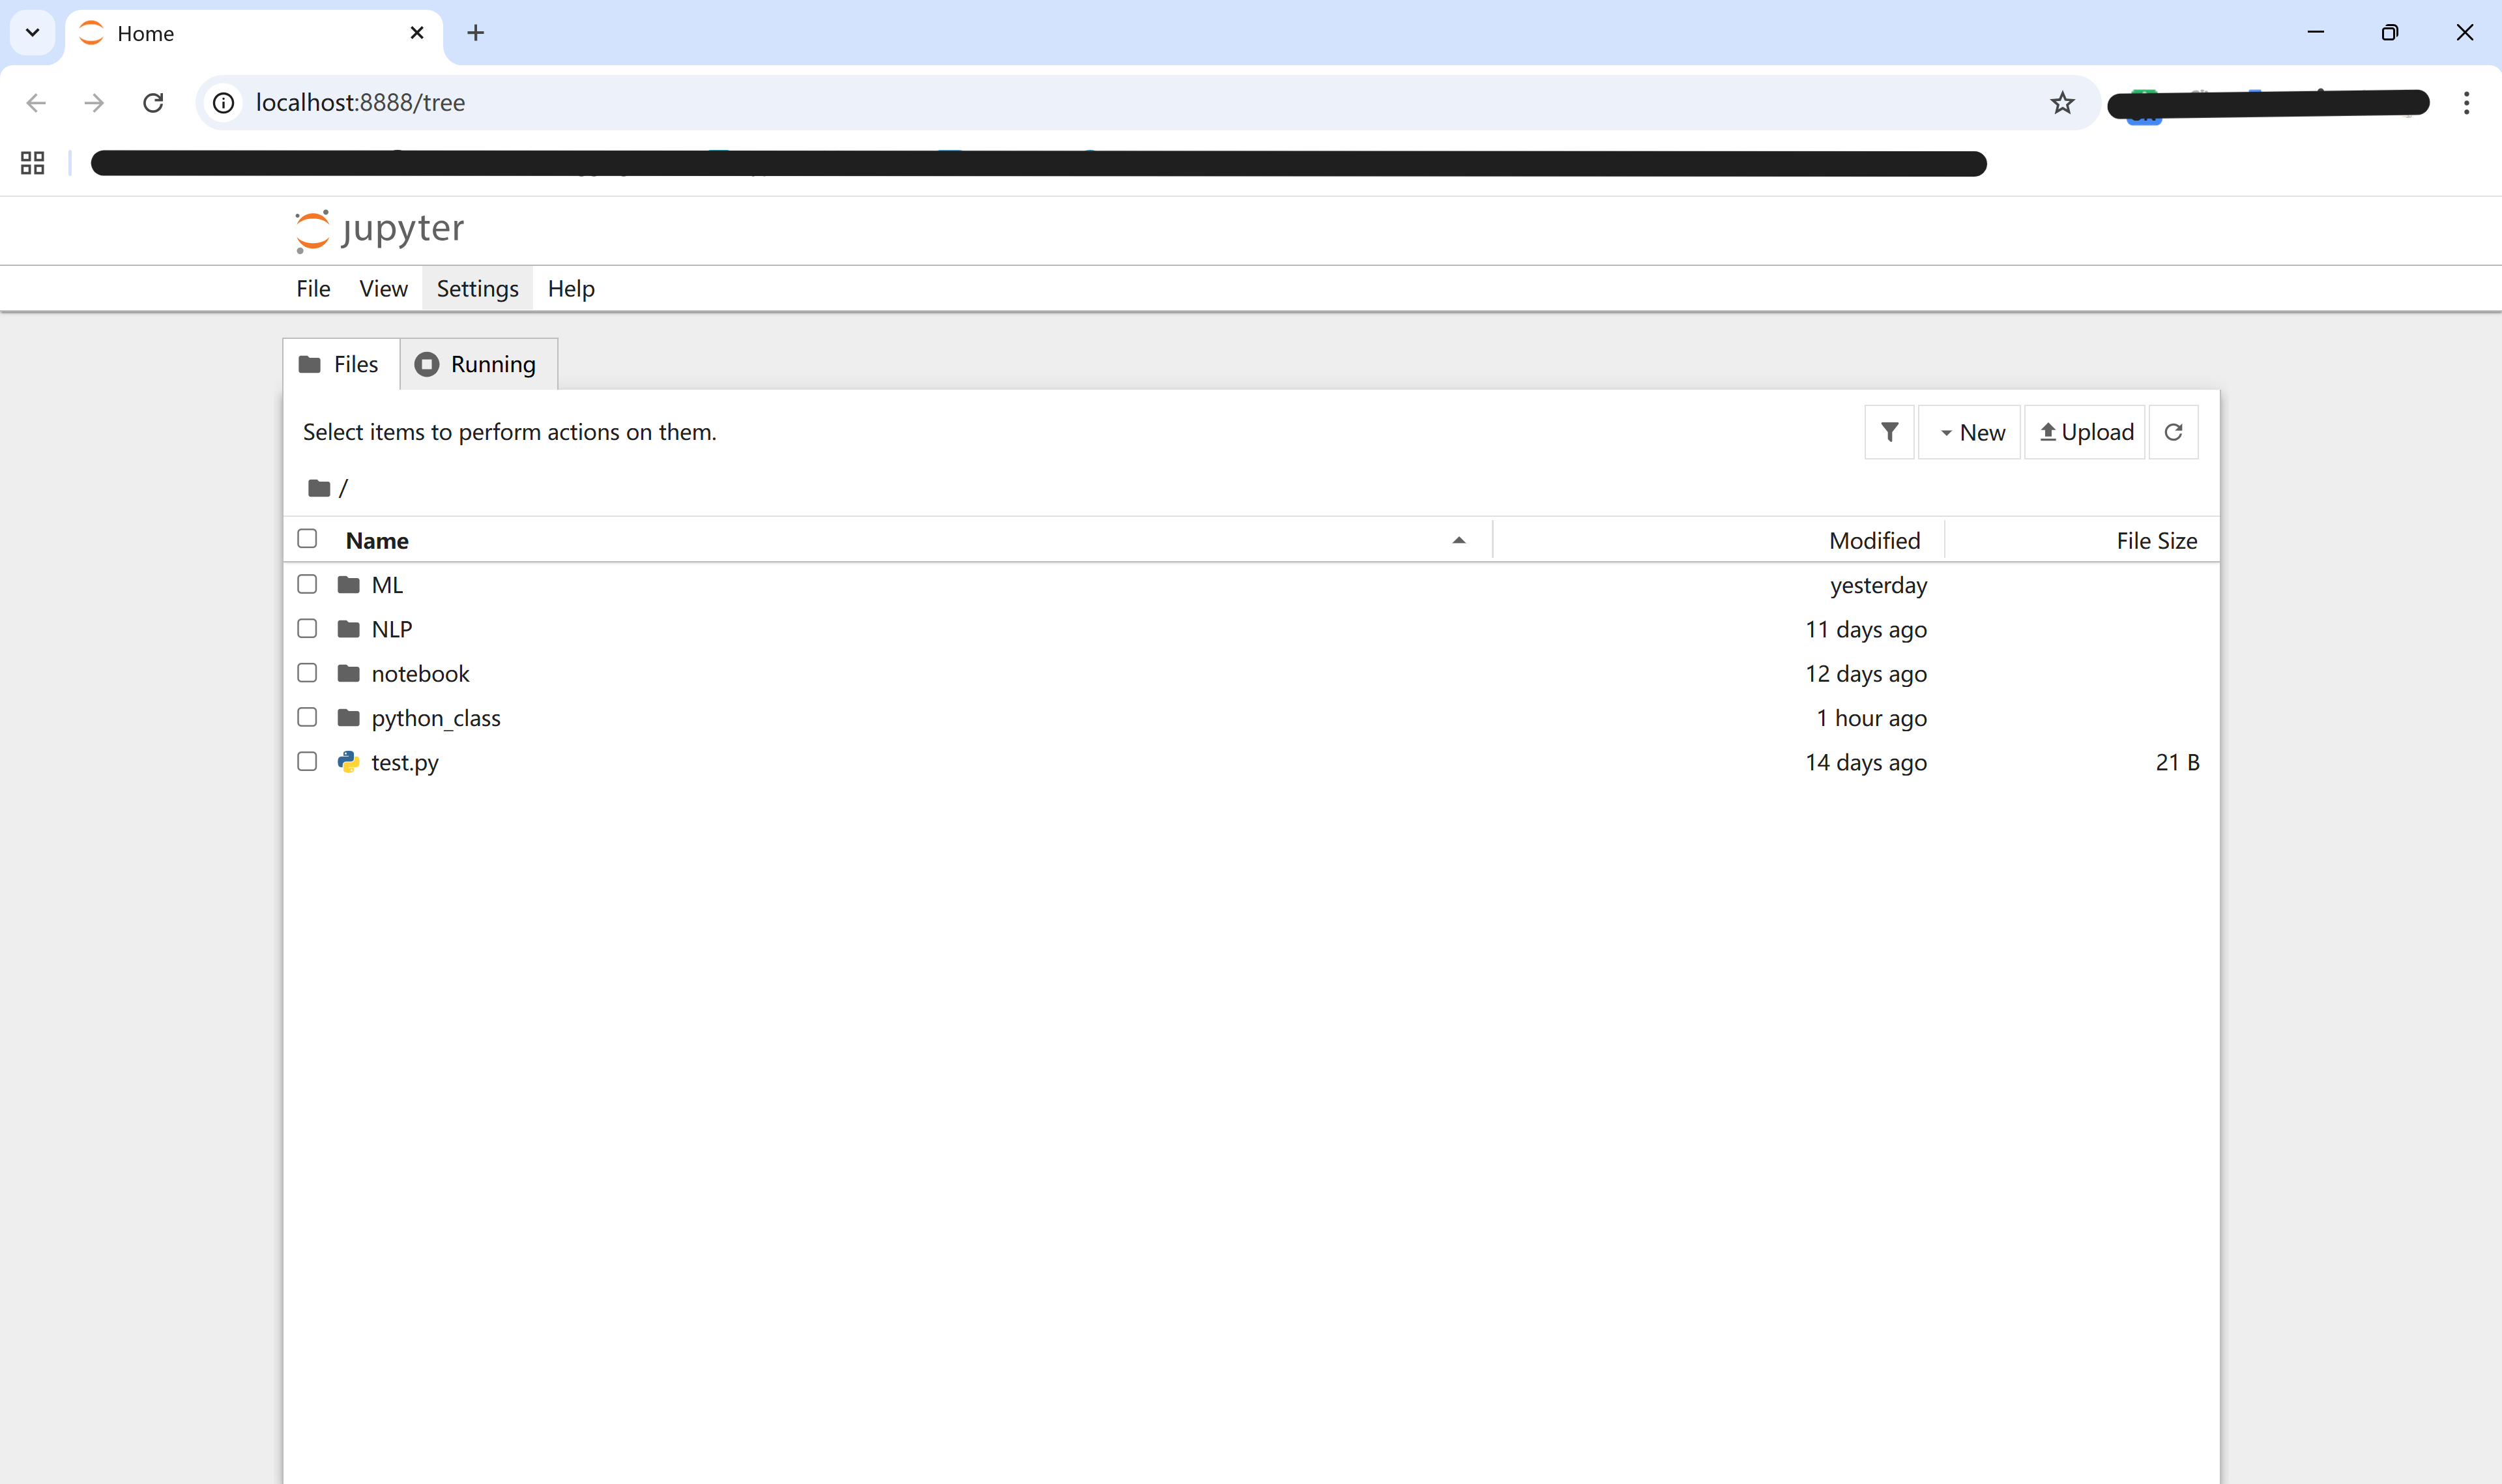 Home
localhost:8888/tree
jupyter
File View Settings Help
Files Running
Select items to perform actions on them.
New Upload
/
Name Modified File Size
ML yesterday
NLP 11 days ago
notebook 12 days ago
python_class 1 hour ago
test.py 14 days ago 21 B